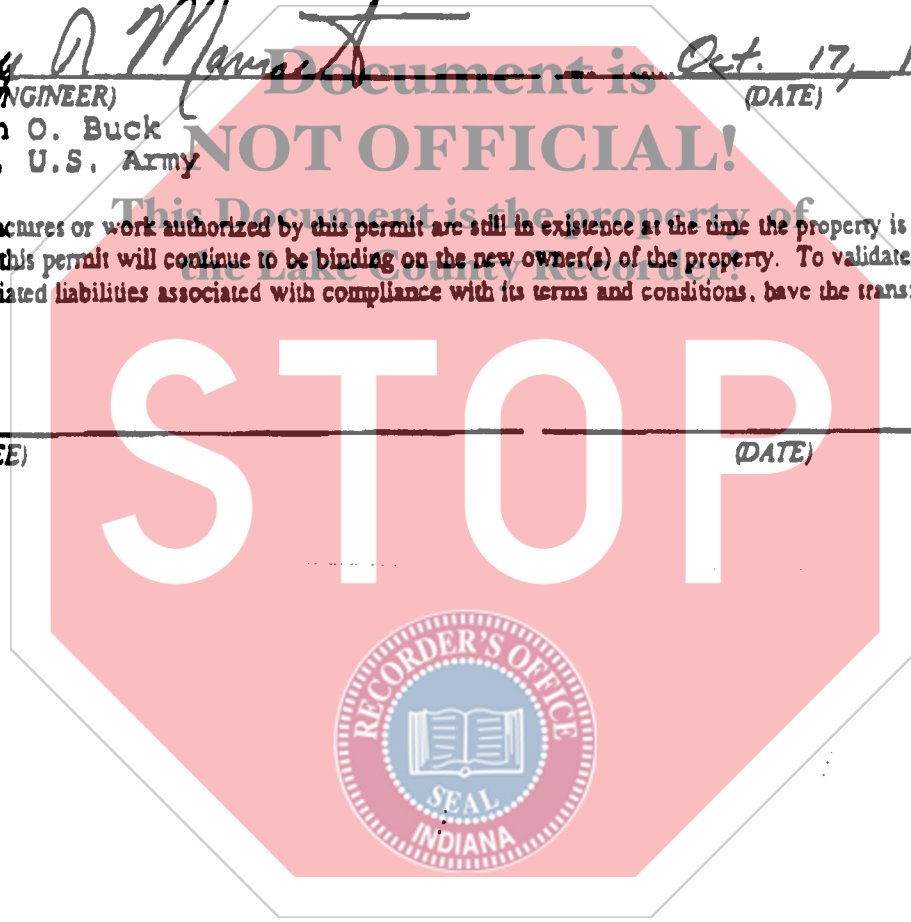 Oct. 17,
NGINEER)
(DATE)
Document is
NOT OFFICIAL!
This Document is the property of
the Lake County Recorder!
O. Buck
U.S. Army
ctures or work authorized by this permit are still in existence at the time the property is
this permit will continue to be binding on the new owner(s) of the property. To validate
iated liabilities associated with compliance with its terms and conditions, have the trans
EE)
(DATE)
STOP
RECORDER'S OFFICE
SEAL
INDIANA